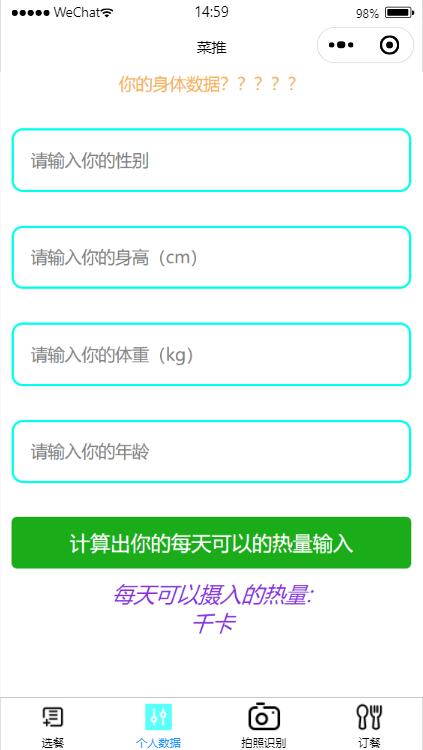 WeChat
14:59
98%
菜推
你的身体数据？？？？？
请输入你的性别
请输入你的身高（cm）
请输入你的体重（kg）
请输入你的年龄
计算出你的每天可以的热量输入
每天可以摄入的热量:
千卡
选餐
个人数据
拍照识别
订餐